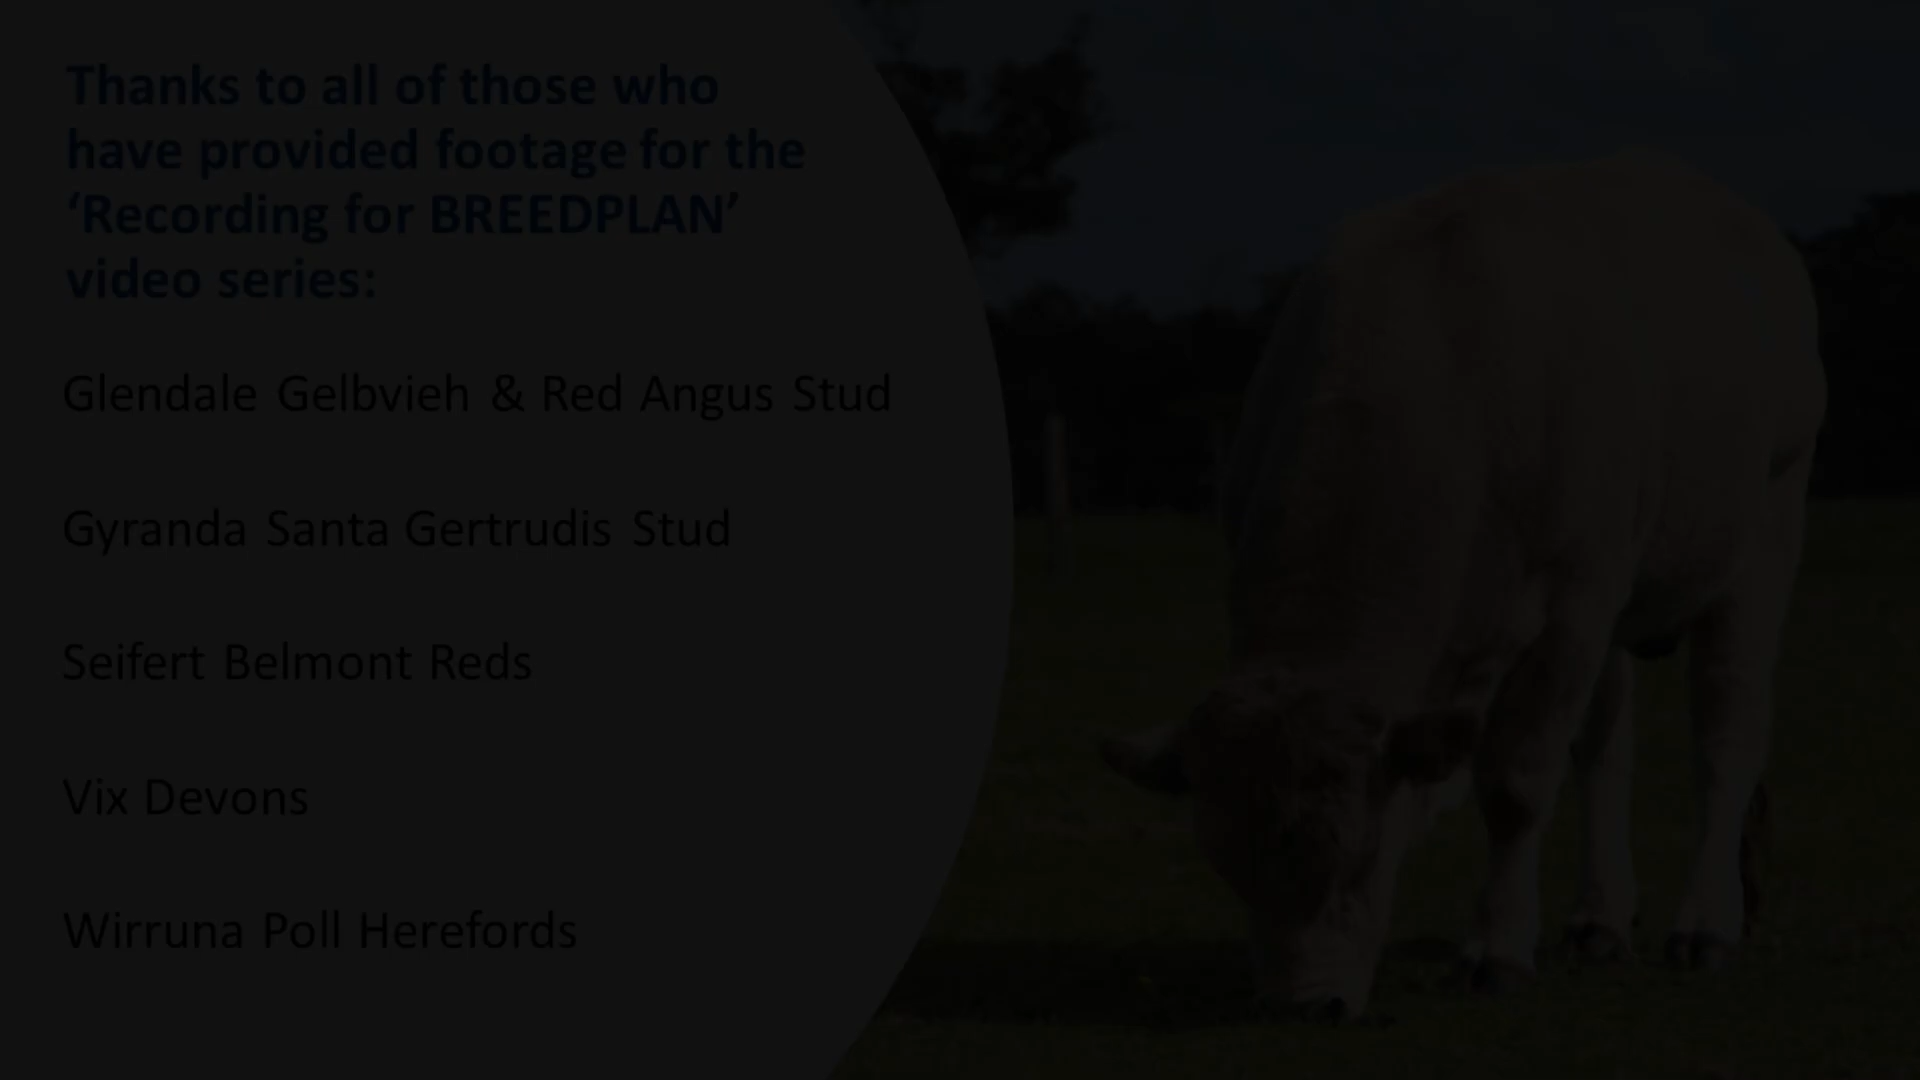 Thanks to all of those who
have provided footage for the
‘Recording for BREEDPLAN’
video series:
Glendale Gelbvieh & Red Angus Stud
Gyranda Santa Gertrudis Stud
Seifert Belmont Reds
Vix Devons
Wirruna Poll Herefords